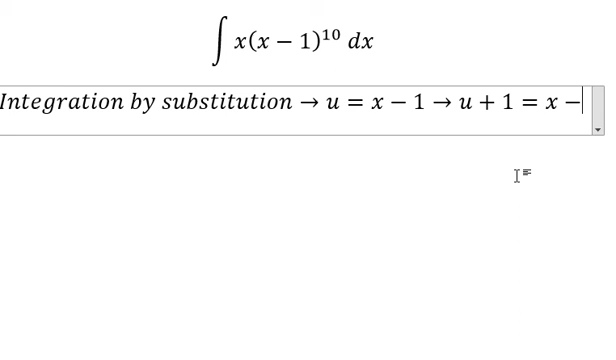 ∫ x(x − 1)¹⁰ dx
Integration by substitution → u = x − 1 → u + 1 = x −